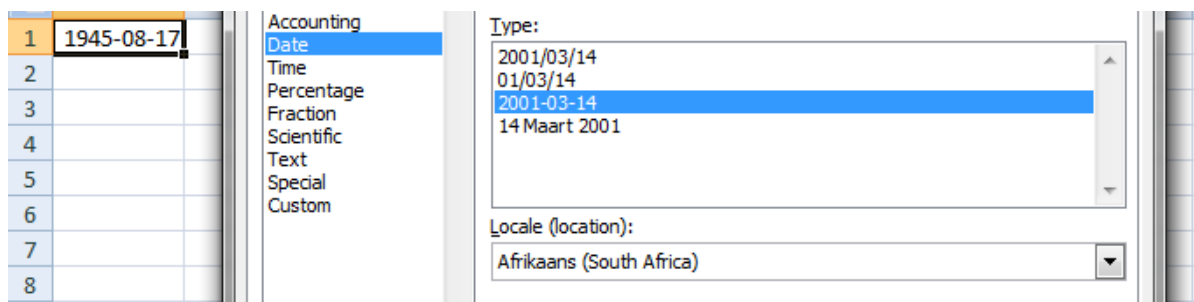 1 1945-08-17
2
3
4
5
6
7
8
Accounting
Date
Time
Percentage
Fraction
Scientific
Text
Special
Custom
Type:
2001/03/14
01/03/14
2001-03-14
14 Maart 2001
Locale (location):
Afrikaans (South Africa)